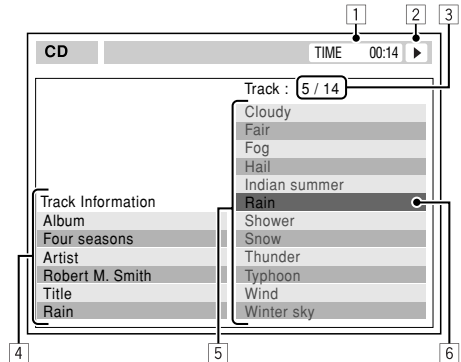 1 2 3
CD TIME 00:14
Track : 5 / 14
Cloudy
Fair
Fog
Hail
Indian summer
Rain
Shower
Snow
Thunder
Typhoon
Wind
Winter sky
Track Information
Album
Four seasons
Artist
Robert M. Smith
Title
Rain
4 5 6